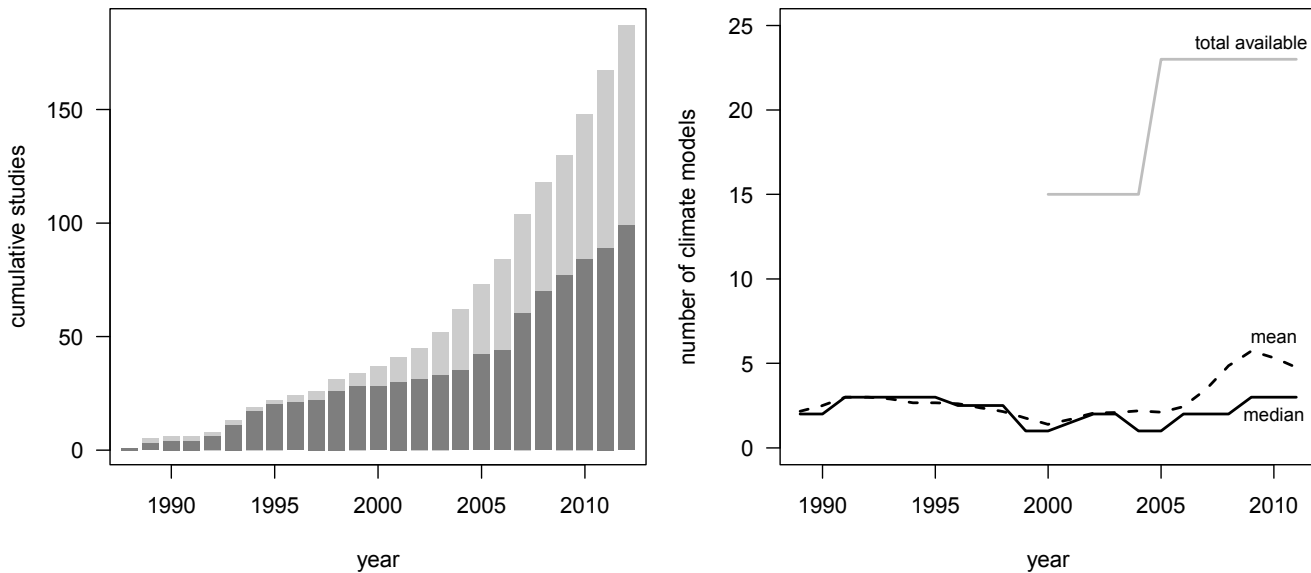 cumulative studies
150
100
50
0
1990 1995 2000 2005 2010
year
number of climate models
25
20
15
10
5
0
total available
mean
median
1990 1995 2000 2005 2010
year